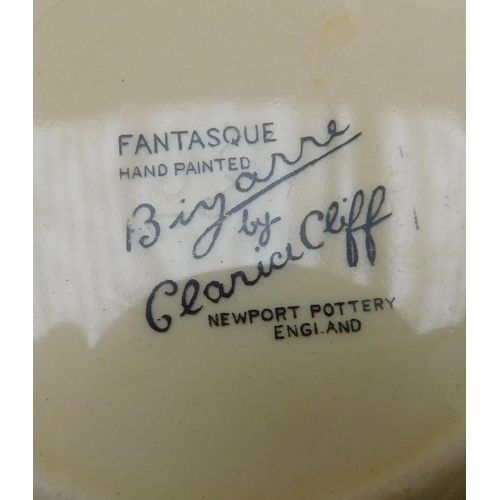 FANTASQUE
HAND PAINTED
Bizarre
by
Clarice Cliff
NEWPORT POTTERY
ENGLAND